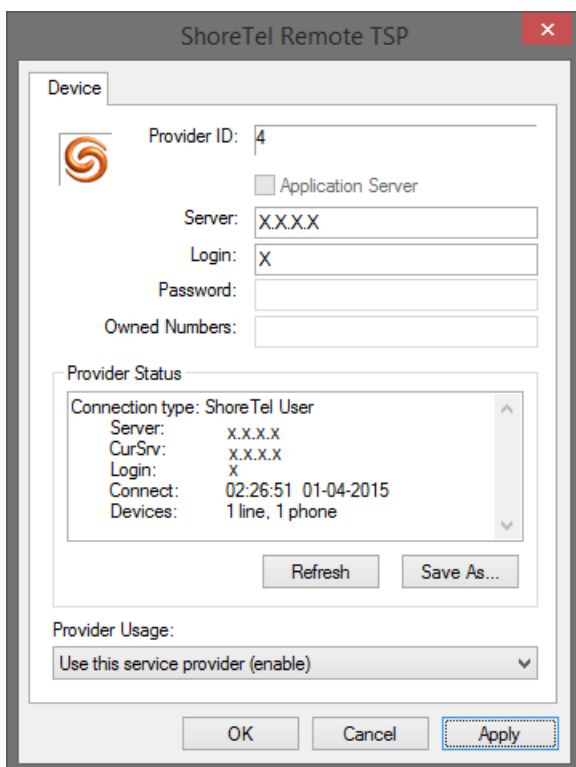 ShoreTel Remote TSP
Device
Provider ID: 4
Application Server
Server: X.X.X.X
Login: X
Password:
Owned Numbers:
Provider Status
Connection type: ShoreTel User
Server: x.x.x.x
CurSrv: x.x.x.x
Login: x
Connect: 02:26:51 01-04-2015
Devices: 1 line, 1 phone
Refresh Save As...
Provider Usage:
Use this service provider (enable)
OK Cancel Apply